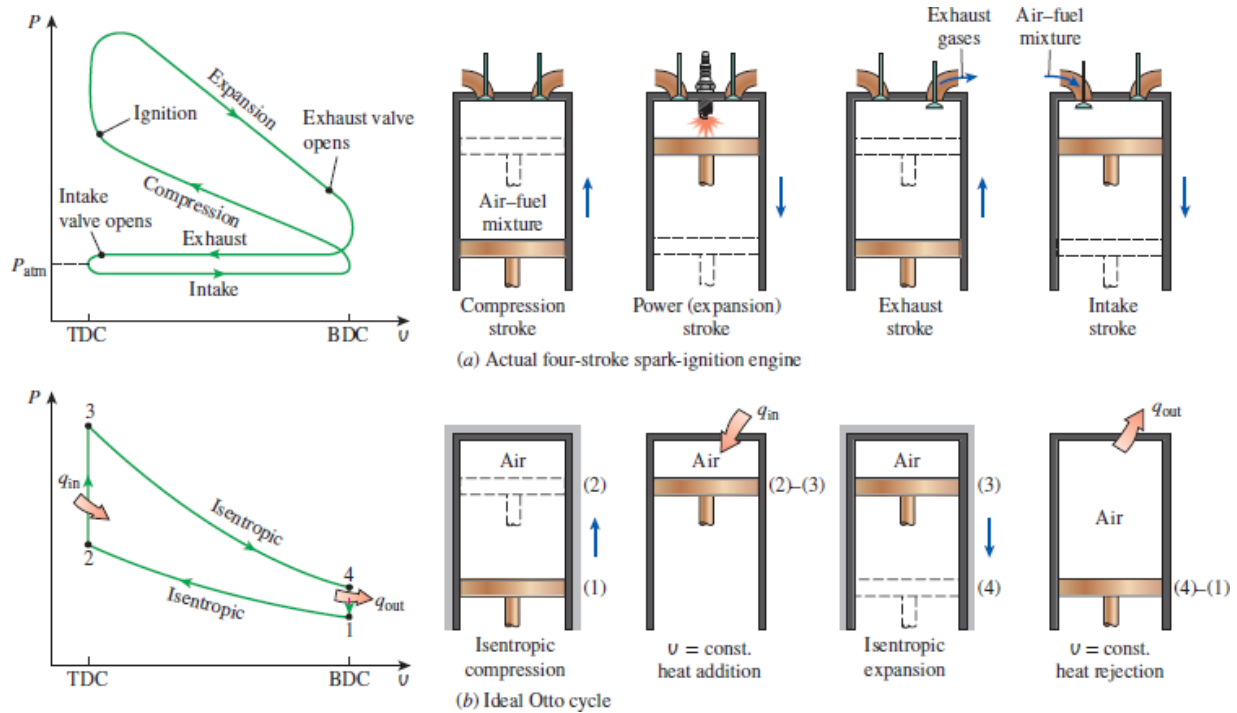 P
Expansion
Ignition
Exhaust valve
opens
Compression
Intake
valve opens
Exhaust
Patm
Intake
TDC
BDC
υ
Exhaust
gases
Air–fuel
mixture
Air–fuel
mixture
Compression
stroke
Power (expansion)
stroke
Exhaust
stroke
Intake
stroke
(a) Actual four-stroke spark-ignition engine
P
3
qin
Isentropic
2
4
qout
Isentropic
1
TDC
BDC
υ
qin
qout
Air
Air
Air
Air
(2)
(2)–(3)
(3)
(1)
(4)
(4)–(1)
Isentropic
compression
υ = const.
heat addition
Isentropic
expansion
υ = const.
heat rejection
(b) Ideal Otto cycle